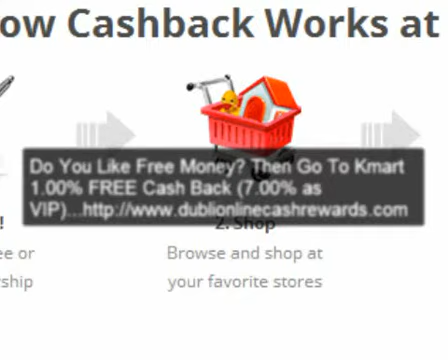 ow Cashback Works at
Do You Like Free Money? Then Go To Kmart
1.00% FREE Cash Back (7.00% as
VIP)...http://www.dublionlinecashrewards.com
!
2. Shop
ee or
ship
Browse and shop at
your favorite stores